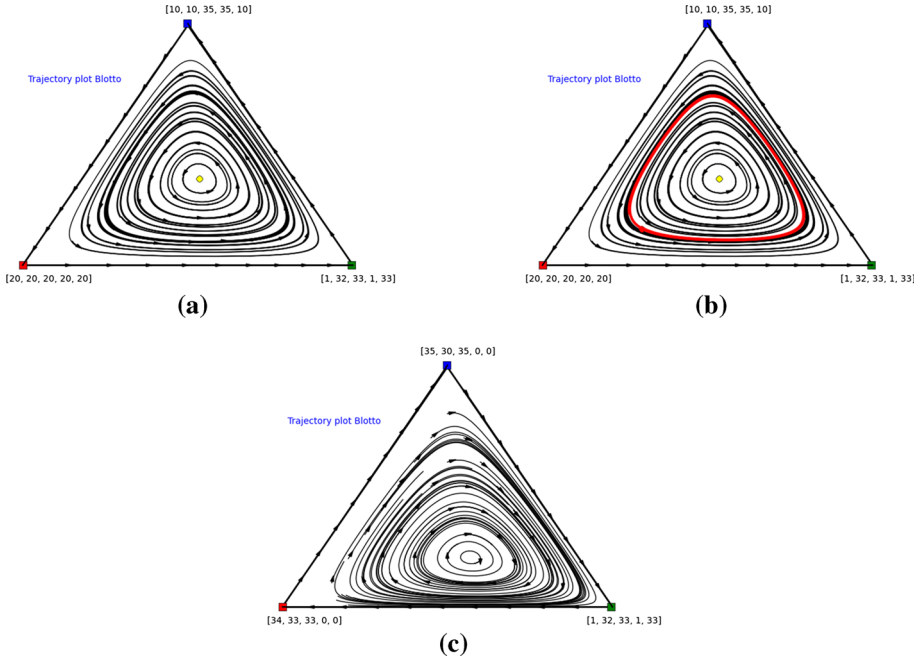 [10, 10, 35, 35, 10]
Trajectory plot Blotto
[20, 20, 20, 20, 20]
[1, 32, 33, 1, 33]
(a)
[10, 10, 35, 35, 10]
Trajectory plot Blotto
[20, 20, 20, 20, 20]
[1, 32, 33, 1, 33]
(b)
[35, 30, 35, 0, 0]
Trajectory plot Blotto
[34, 33, 33, 0, 0]
[1, 32, 33, 1, 33]
(c)